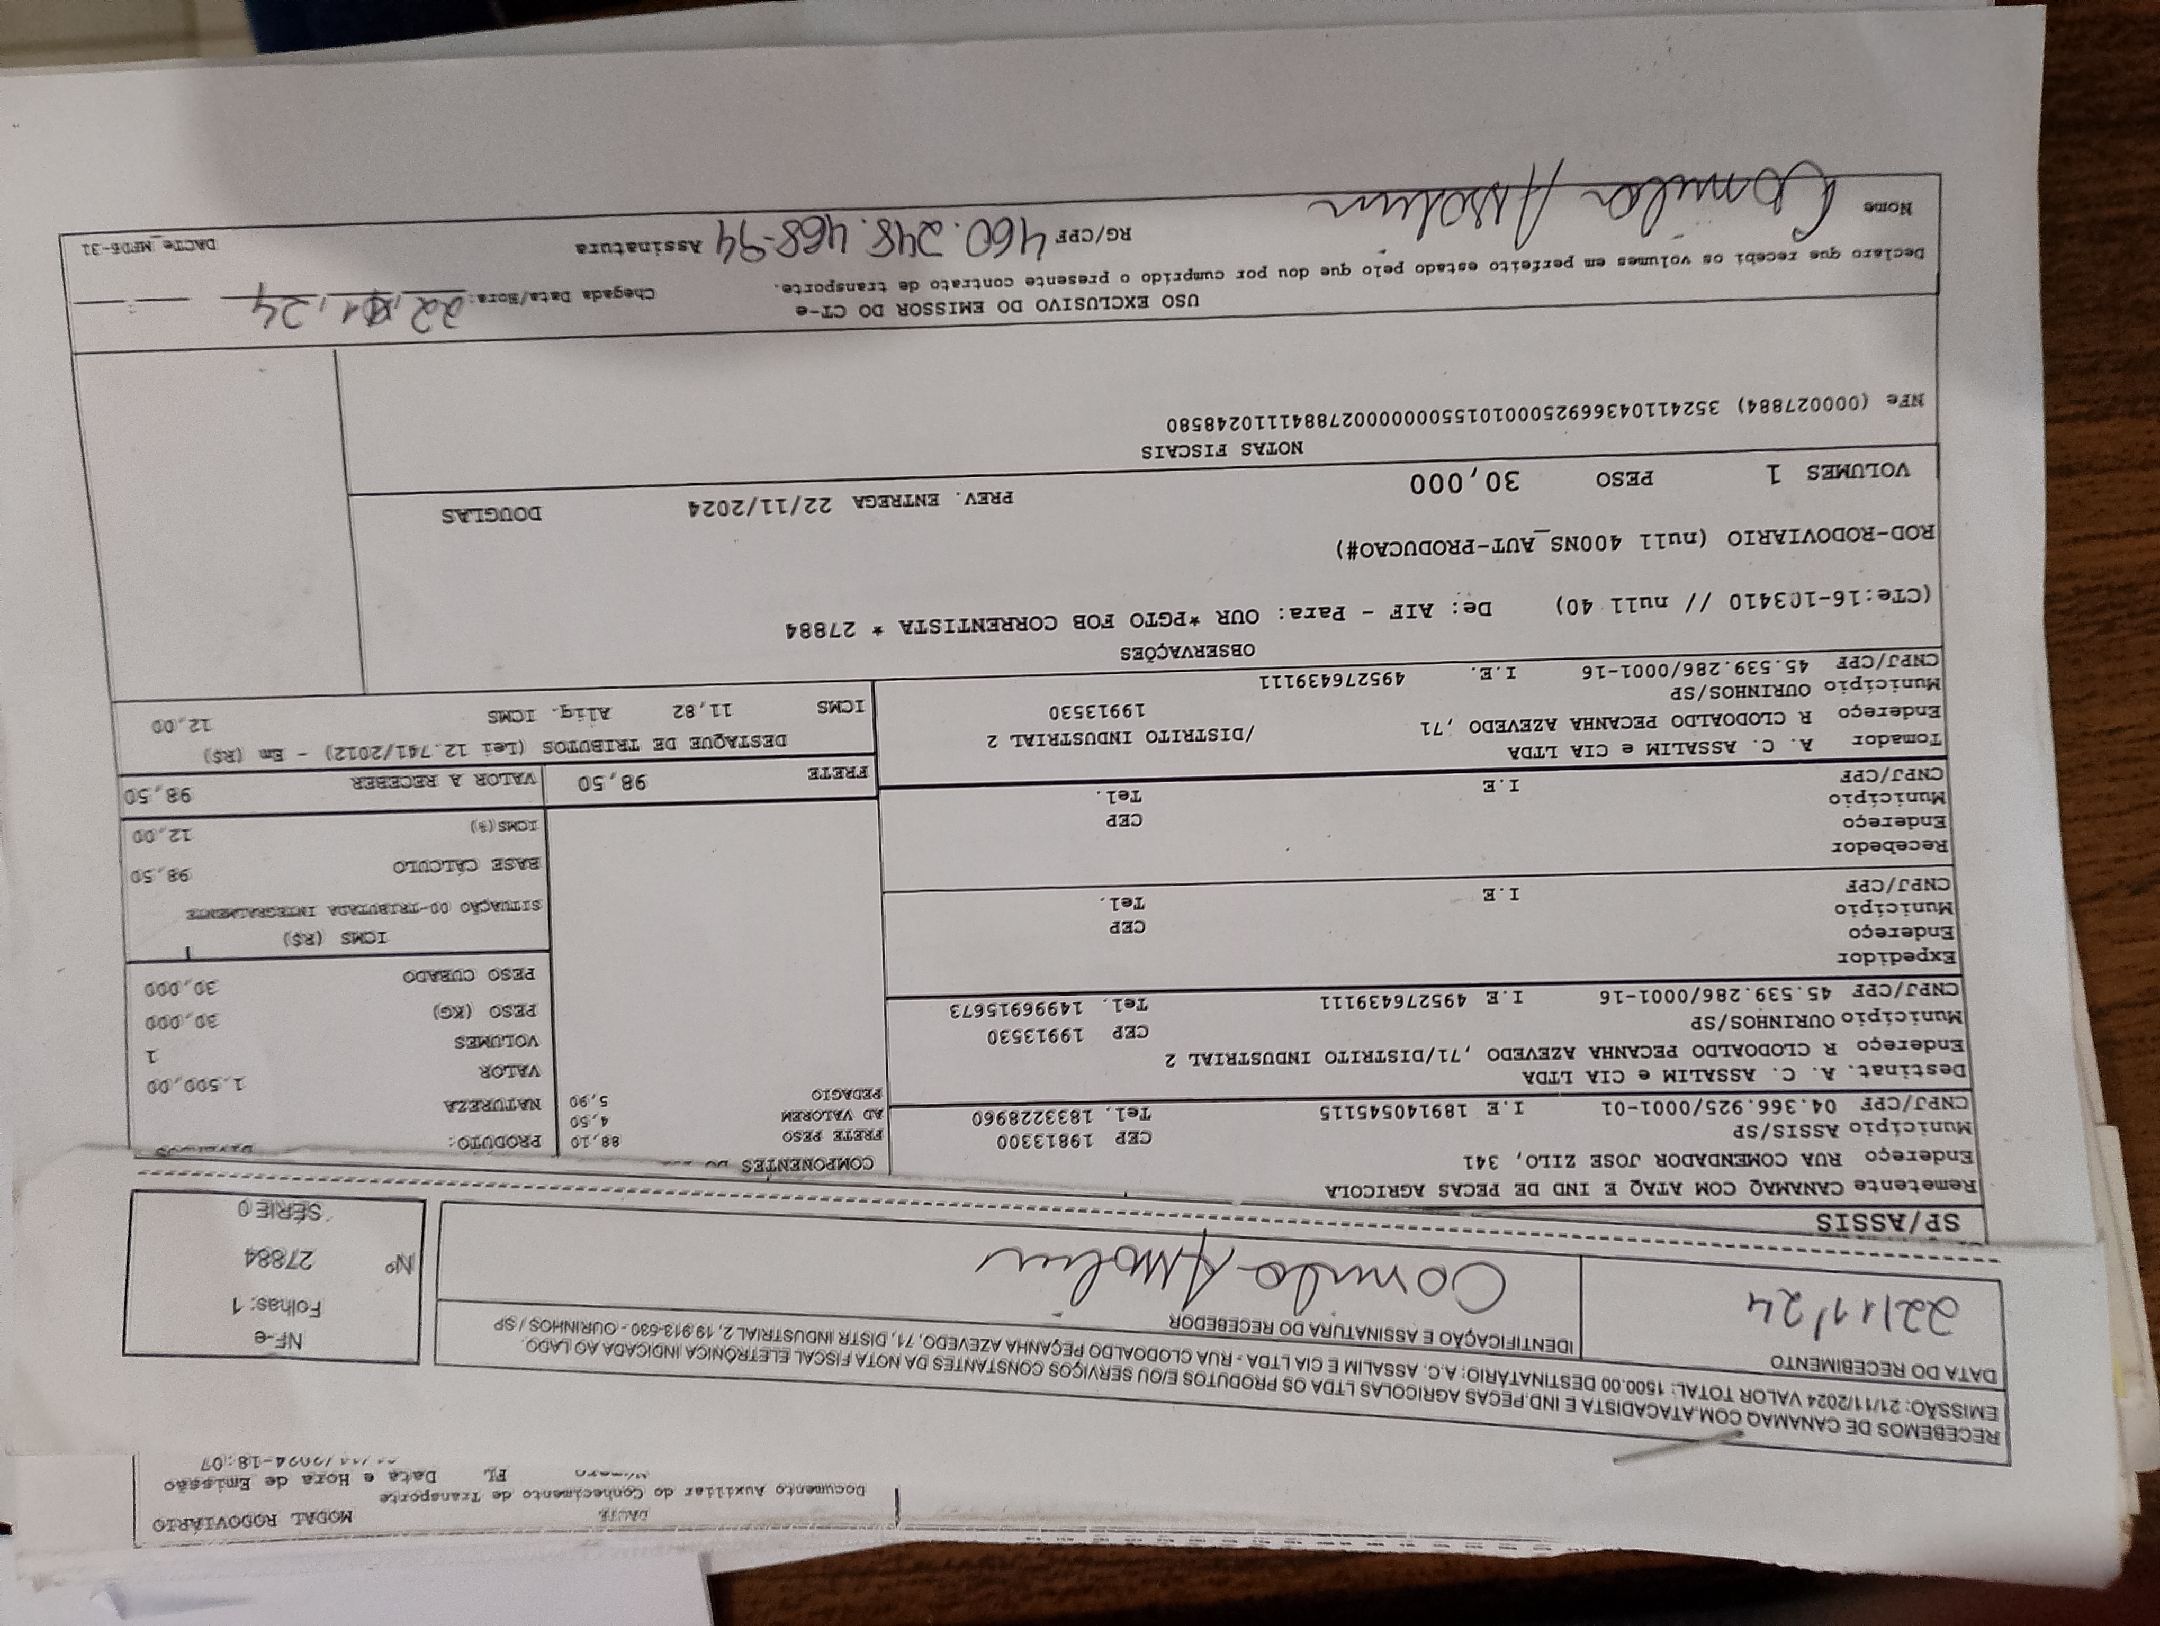 DACTE
MODAL RODOVIÁRIO
Documento Auxiliar do Conhecimento de Transporte
FL Data e Hora de Emissão
RECEBEMOS DE CANAMAQ COM.ATACADISTA E IND.PECAS AGRICOLAS LTDA OS PRODUTOS E/OU SERVIÇOS CONSTANTES DA NOTA FISCAL ELETRÔNICA INDICADA AO LADO.
EMISSÃO: 21/11/2024 VALOR TOTAL: 1500.00 DESTINATÁRIO: A.C. ASSALIM E CIA LTDA - RUA CLODOALDO PEÇANHA AZEVEDO, 71, DISTR INDUSTRIAL 2, 19.913-530 - OURINHOS / SP
DATA DO RECEBIMENTO
22/11/24
IDENTIFICAÇÃO E ASSINATURA DO RECEBEDOR
NF-e
Folhas: 1
Nº 27884
SÉRIE 0
SP/ASSIS
Remetente CANAMAQ COM ATAQ E IND DE PECAS AGRICOLA
Endereço RUA COMENDADOR JOSE ZILO, 341
Município ASSIS/SP CEP 19813300
CNPJ/CPF 04.366.925/0001-01 I.E 189140545115 Tel. 1833228960
Destinat. A. C. ASSALIM e CIA LTDA
Endereço R CLODOALDO PECANHA AZEVEDO ,71/DISTRITO INDUSTRIAL 2
Município OURINHOS/SP CEP 19913530
CNPJ/CPF 45.539.286/0001-16 I.E 495276439111 Tel. 14996915673
Expedidor
Endereço
Município CEP
CNPJ/CPF I.E Tel.
Recebedor
Endereço
Município CEP
CNPJ/CPF I.E Tel.
Tomador A. C. ASSALIM e CIA LTDA
Endereço R CLODOALDO PECANHA AZEVEDO ,71 /DISTRITO INDUSTRIAL 2
Município OURINHOS/SP 19913530
CNPJ/CPF 45.539.286/0001-16 I.E. 495276439111
COMPONENTES
FRETE PESO 88,10
AD VALOREM 4,50
PEDAGIO 5,90
PRODUTO:
NATUREZA
VALOR 1.500,00
VOLUMES 1
PESO (KG) 30,000
PESO CUBADO 30,000
ICMS (R$)
SITUAÇÃO 00-TRIBUTADA INTEGRALMENTE
BASE CÁLCULO 98,50
ICMS(%) 12,00
FRETE 98,50 VALOR A RECEBER 98,50
DESTAQUE DE TRIBUTOS (Lei 12.741/2012) - Em (R$)
ICMS 11,82 Aliq. ICMS 12,00
OBSERVAÇÕES
(CTe:16-103410 // null 40) De: AIF - Para: OUR *PGTO FOB CORRENTISTA * 27884
ROD-RODOVIARIO (null 400NS_AUT-PRODUCAO#)
VOLUMES 1 PESO 30,000 PREV. ENTREGA 22/11/2024 DOUGLAS
NOTAS FISCAIS
NFe (000027884) 35241104366925000101550000000278841111024 8580
USO EXCLUSIVO DO EMISSOR DO CT-e
Declaro que recebi os volumes em perfeito estado pelo que dou por cumprido o presente contrato de transporte.
Chegada Data/Hora: 22,11,24
Nome RG/CPF 460.248.468-94 Assinatura
DACTe_MFDS-31